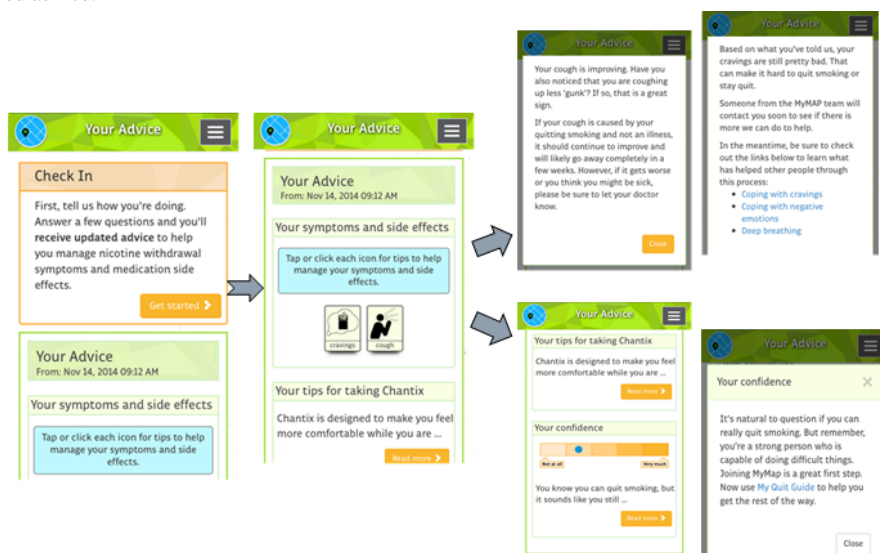 Your Advice
Check In
First, tell us how you're doing.
Answer a few questions and you'll
receive updated advice to help
you manage nicotine withdrawal
symptoms and medication side
effects.
Get started
Your Advice
From: Nov 14, 2014 09:12 AM
Your symptoms and side effects
Tap or click each icon for tips to help
manage your symptoms and side
effects.
Your Advice
Your Advice
From: Nov 14, 2014 09:12 AM
Your symptoms and side effects
Tap or click each icon for tips to help
manage your symptoms and side
effects.
cravings
cough
Your tips for taking Chantix
Chantix is designed to make you feel
more comfortable while you are ...
Read more
Your Advice
Your cough is improving. Have you
also noticed that you are coughing
up less 'gunk'? If so, that is a great
sign.
If your cough is caused by your
quitting smoking and not an illness,
it should continue to improve and
will likely go away completely in a
few weeks. However, if it gets worse
or you think you might be sick,
please be sure to let your doctor
know.
Close
Your Advice
Based on what you've told us, your
cravings are still pretty bad. That
can make it hard to quit smoking or
stay quit.
Someone from the MyMAP team will
contact you soon to see if there is
more we can do to help.
In the meantime, be sure to check
out the links below to learn what
has helped other people through
this process:
• Coping with cravings
• Coping with negative
emotions
• Deep breathing
Your Advice
Your tips for taking Chantix
Chantix is designed to make you feel
more comfortable while you are ...
Read more
Your confidence
Not at all
Very much
You know you can quit smoking, but
it sounds like you still ...
Read more
Your Advice
Your confidence
It's natural to question if you can
really quit smoking. But remember,
you're a strong person who is
capable of doing difficult things.
Joining MyMap is a great first step.
Now use My Quit Guide to help you
get the rest of the way.
Close